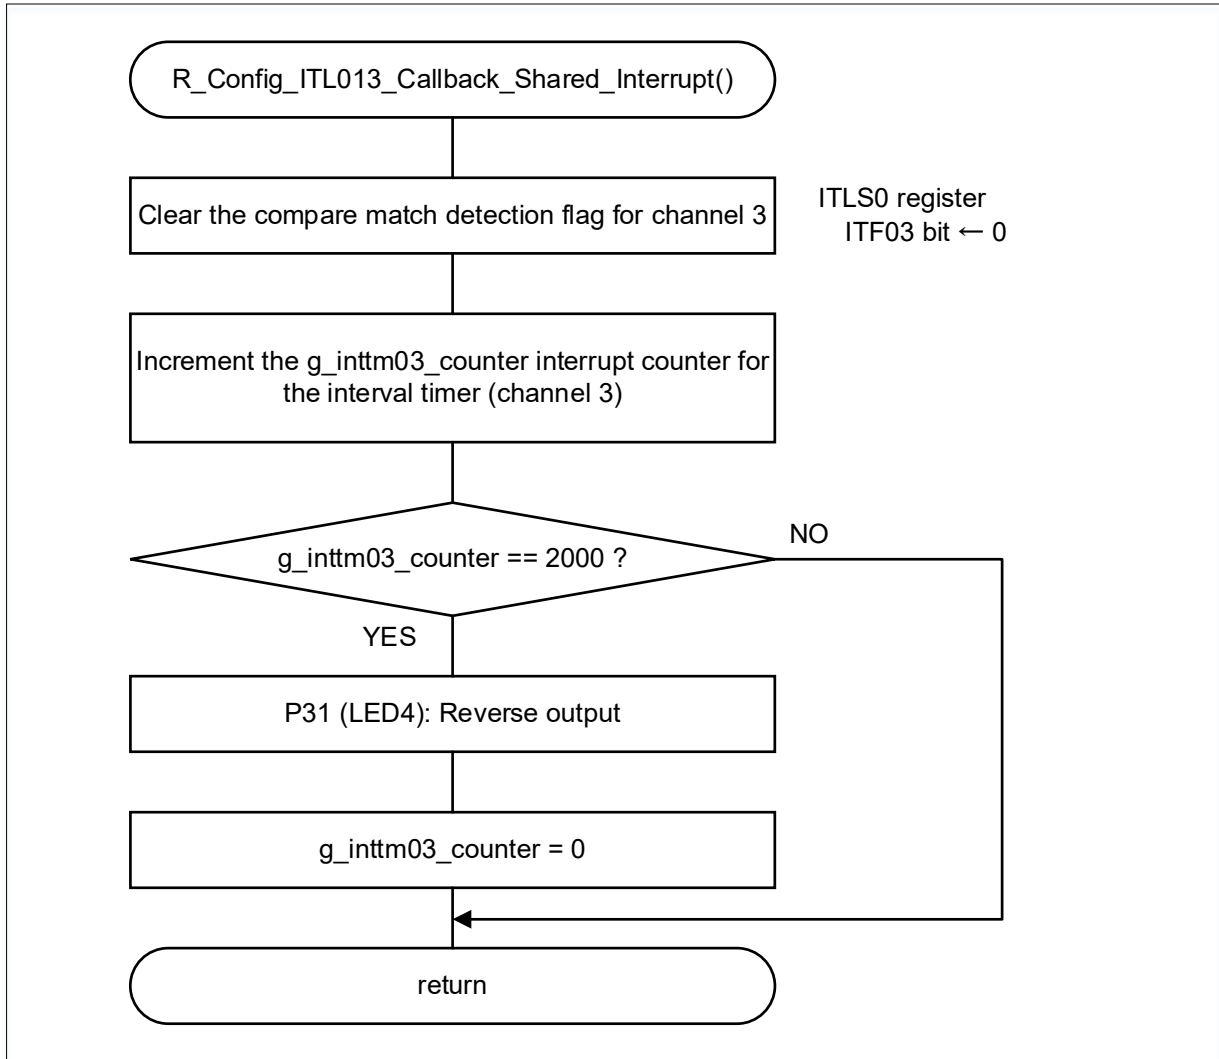 R_Config_ITL013_Callback_Shared_Interrupt()
Clear the compare match detection flag for channel 3
ITLS0 register
ITF03 bit ← 0
Increment the g_inttm03_counter interrupt counter for
the interval timer (channel 3)
g_inttm03_counter == 2000 ?
NO
YES
P31 (LED4): Reverse output
g_inttm03_counter = 0
return